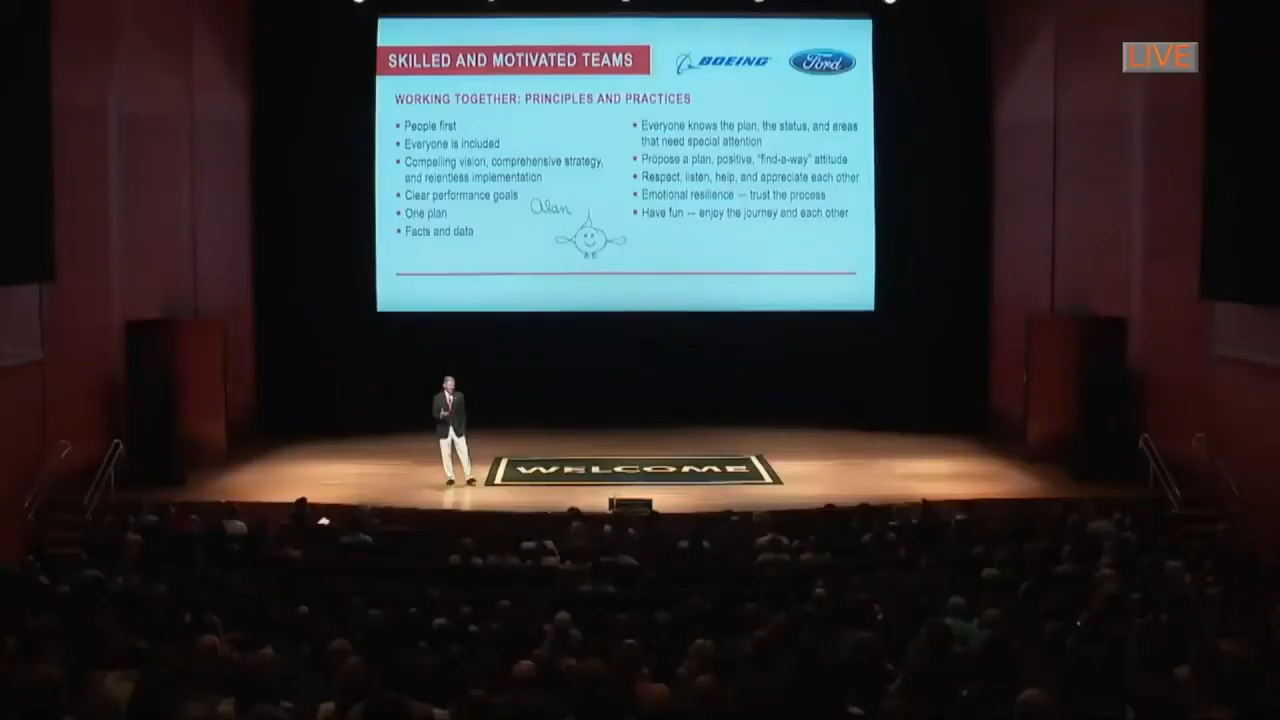 LIVE
SKILLED AND MOTIVATED TEAMS
BOEING
Ford
WORKING TOGETHER: PRINCIPLES AND PRACTICES
▪ People first
▪ Everyone is included
▪ Compelling vision, comprehensive strategy,
and relentless implementation
▪ Clear performance goals
▪ One plan
▪ Facts and data
Alan
▪ Everyone knows the plan, the status, and areas
that need special attention
▪ Propose a plan, positive, "find-a-way" attitude
▪ Respect, listen, help, and appreciate each other
▪ Emotional resilience — trust the process
▪ Have fun — enjoy the journey and each other
WELCOME